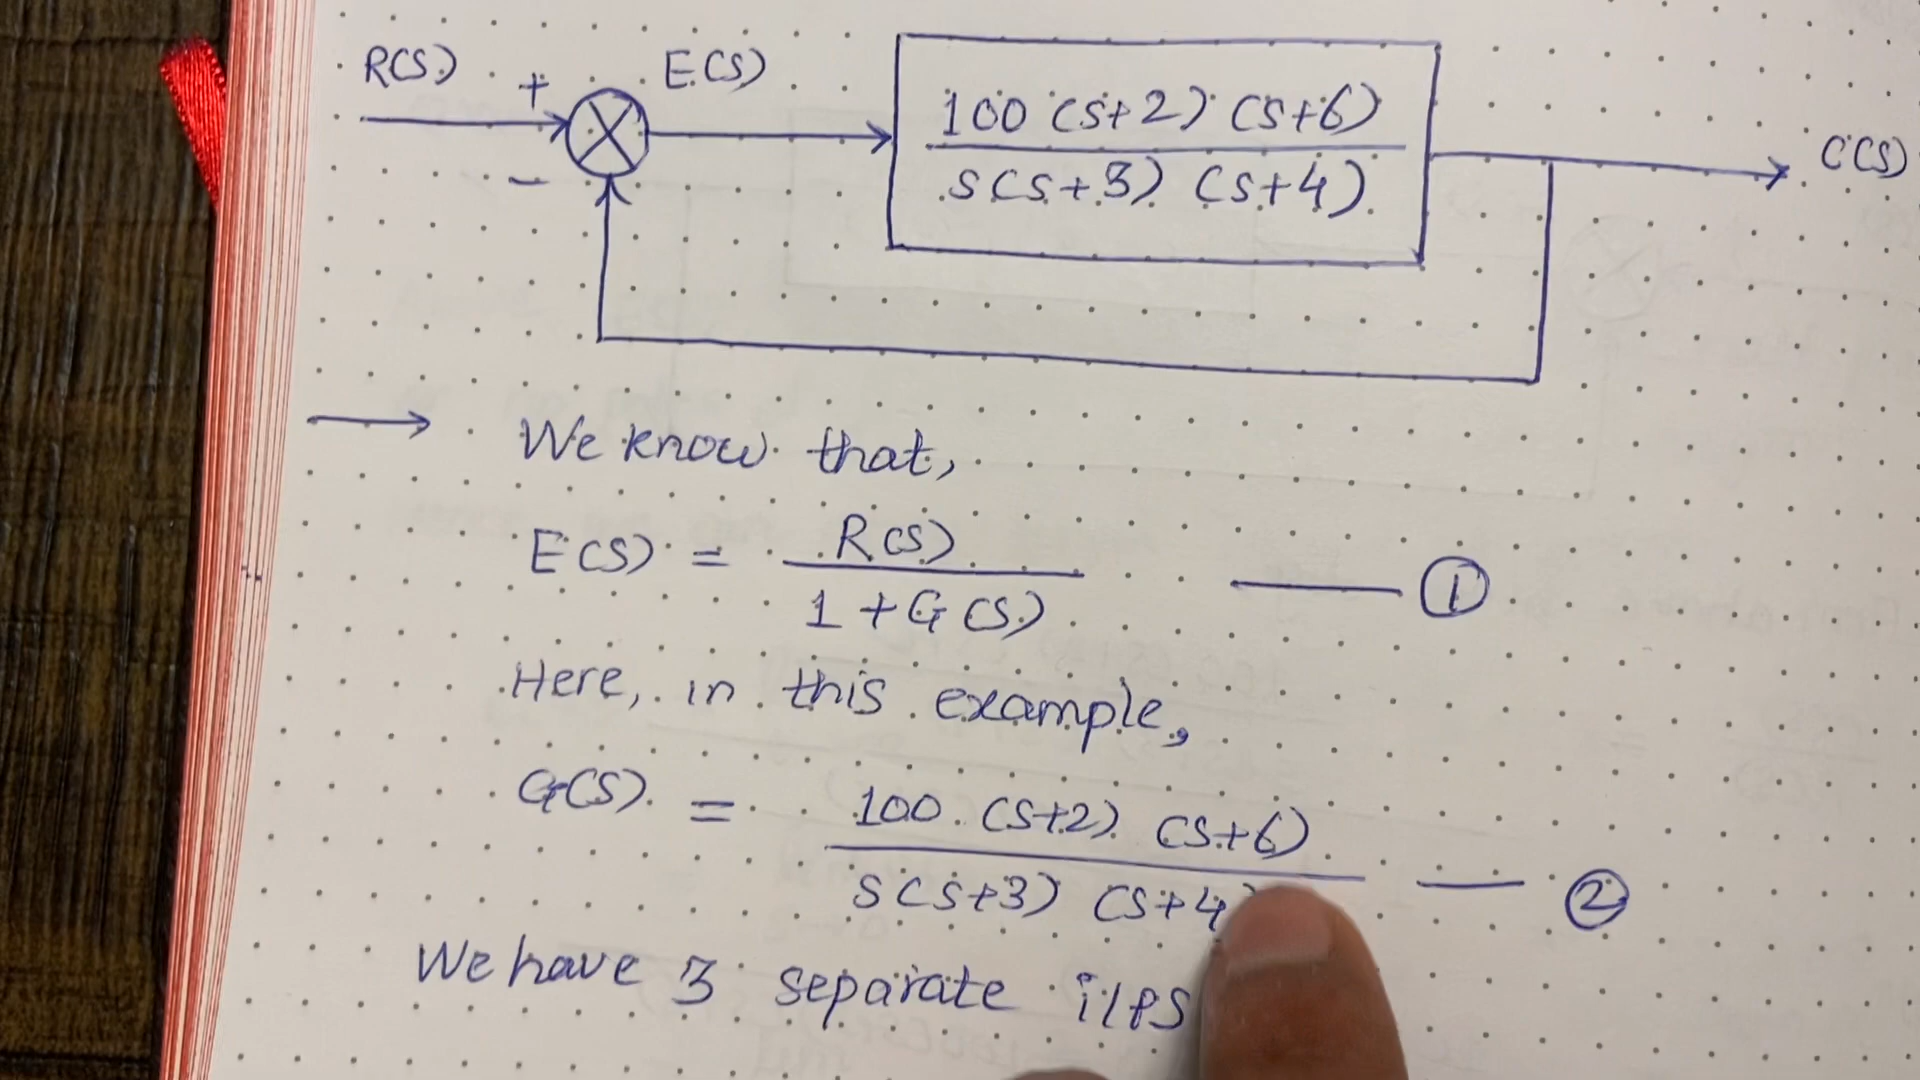 R(S) + E(S) 100 (s+2) (s+6)
s(s+3) (s+4) C(S)
−
We know that,
E(S) = R(S)
1 + G(S) ①
Here, in this example,
G(S) = 100 (s+2) (s+6)
s(s+3) (s+4) ②
We have 3 separate i/ps